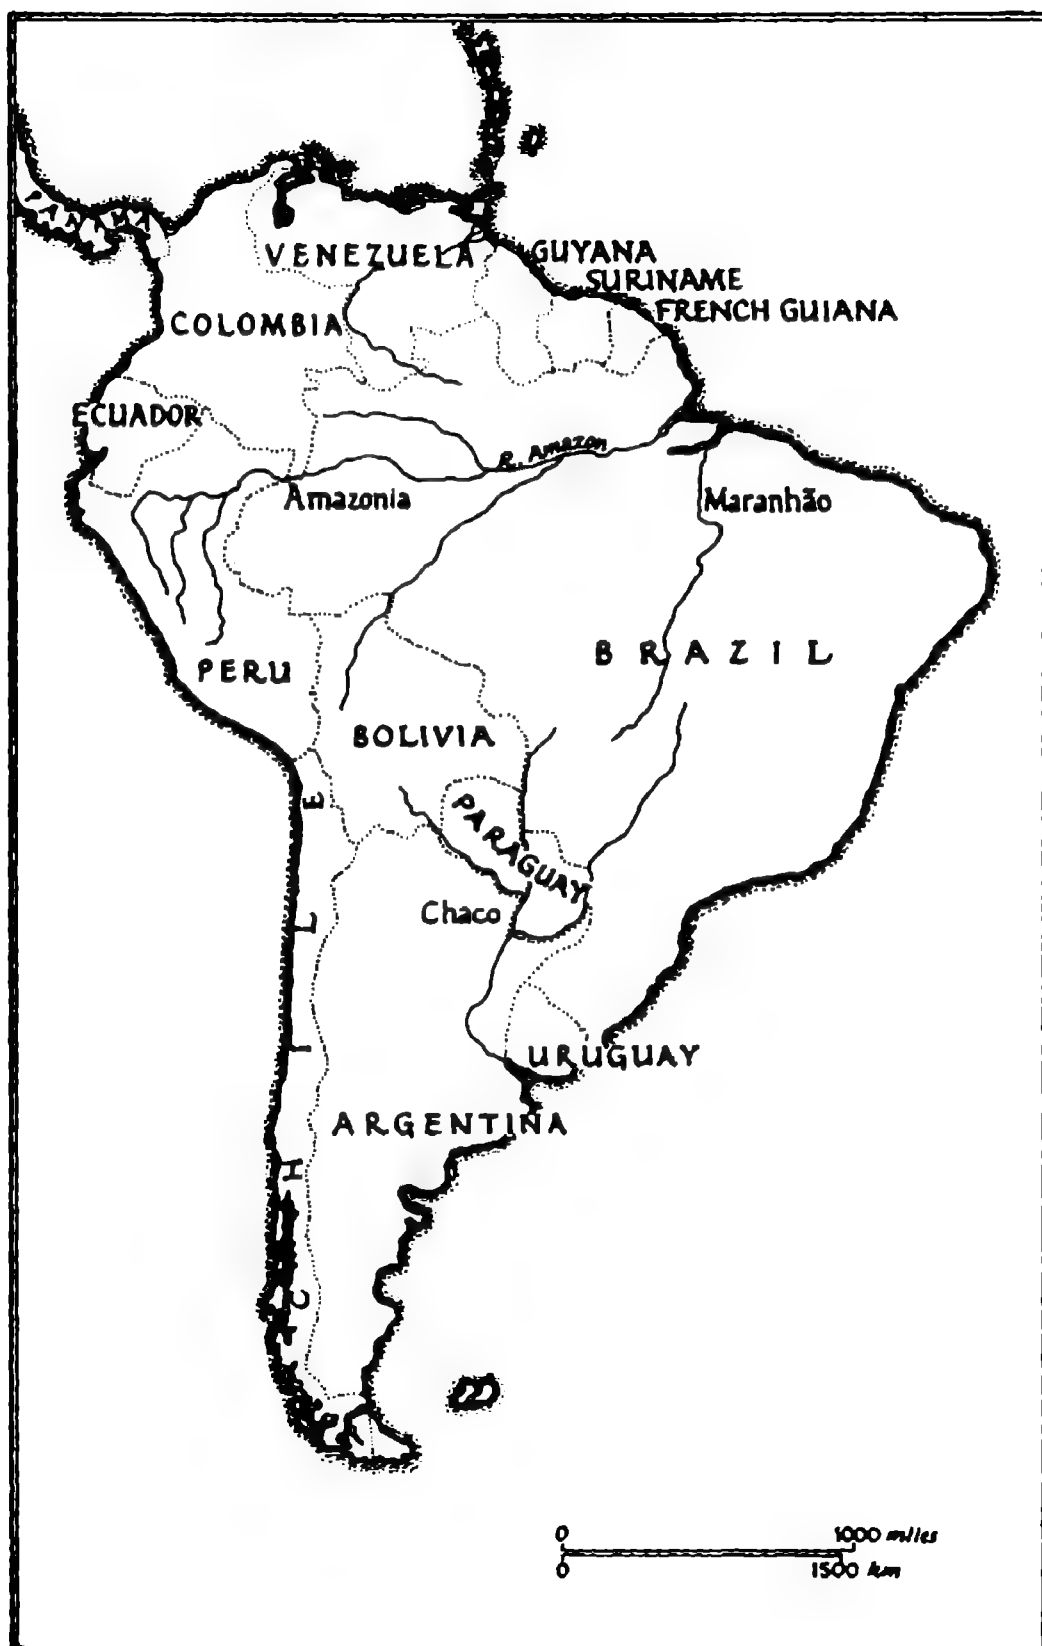 PANAMA
VENEZUELA
GUYANA
SURINAME
FRENCH GUIANA
COLOMBIA
ECUADOR
R. Amazon
Amazonia
Maranhão
BRAZIL
PERU
BOLIVIA
PARAGUAY
Chaco
CHILE
URUGUAY
ARGENTINA
0 1000 miles
0 1500 km